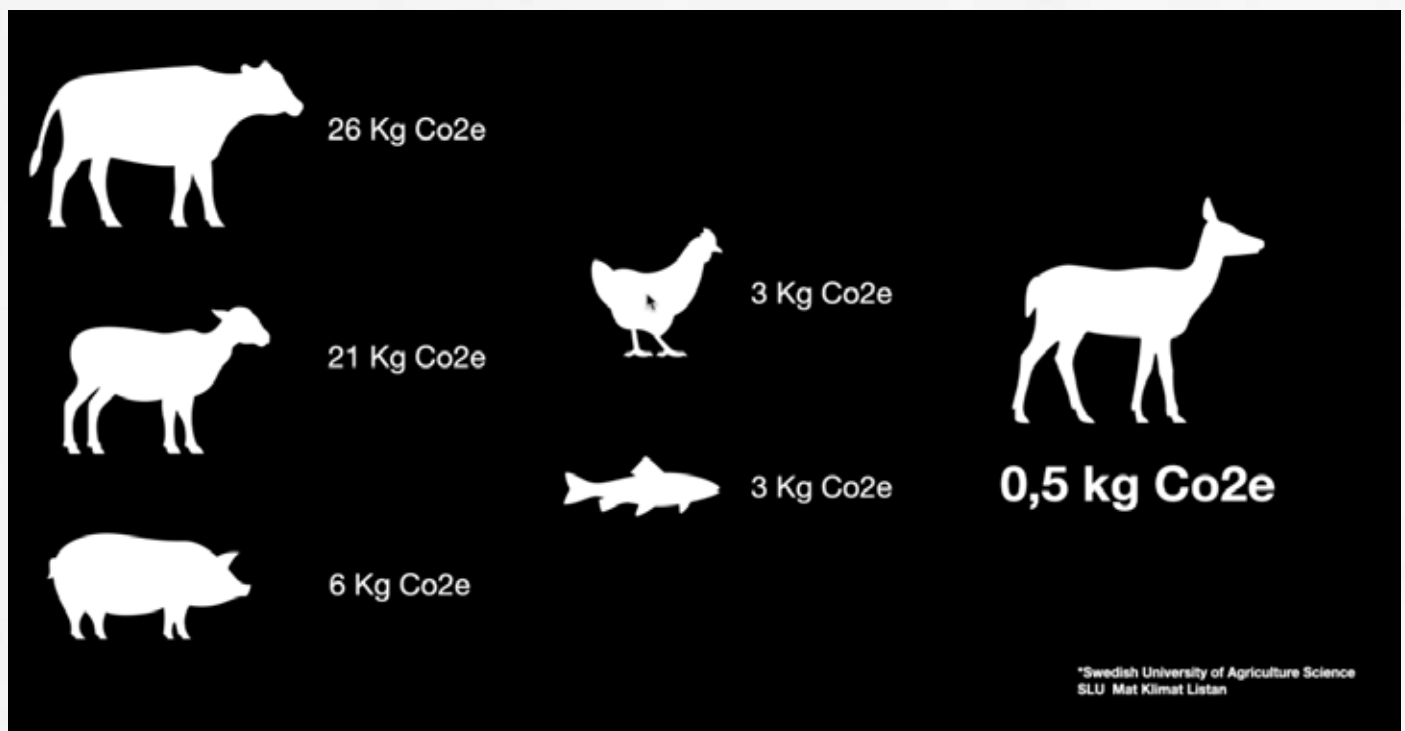 26 Kg Co2e
21 Kg Co2e
6 Kg Co2e
3 Kg Co2e
3 Kg Co2e
0,5 kg Co2e
*Swedish University of Agriculture Science
SLU Mat Klimat Listan